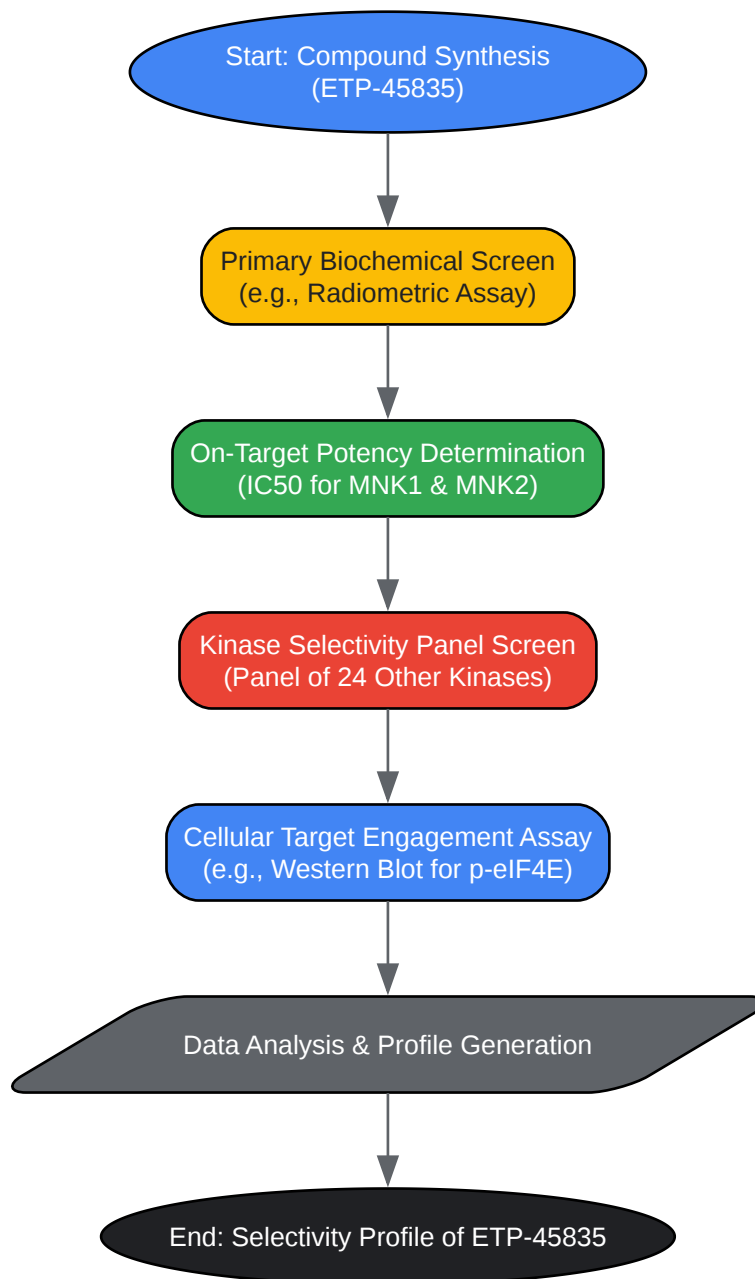 Start: Compound Synthesis
(ETP-45835)
Primary Biochemical Screen
(e.g., Radiometric Assay)
On-Target Potency Determination
(IC50 for MNK1 & MNK2)
Kinase Selectivity Panel Screen
(Panel of 24 Other Kinases)
Cellular Target Engagement Assay
(e.g., Western Blot for p-eIF4E)
Data Analysis & Profile Generation
End: Selectivity Profile of ETP-45835